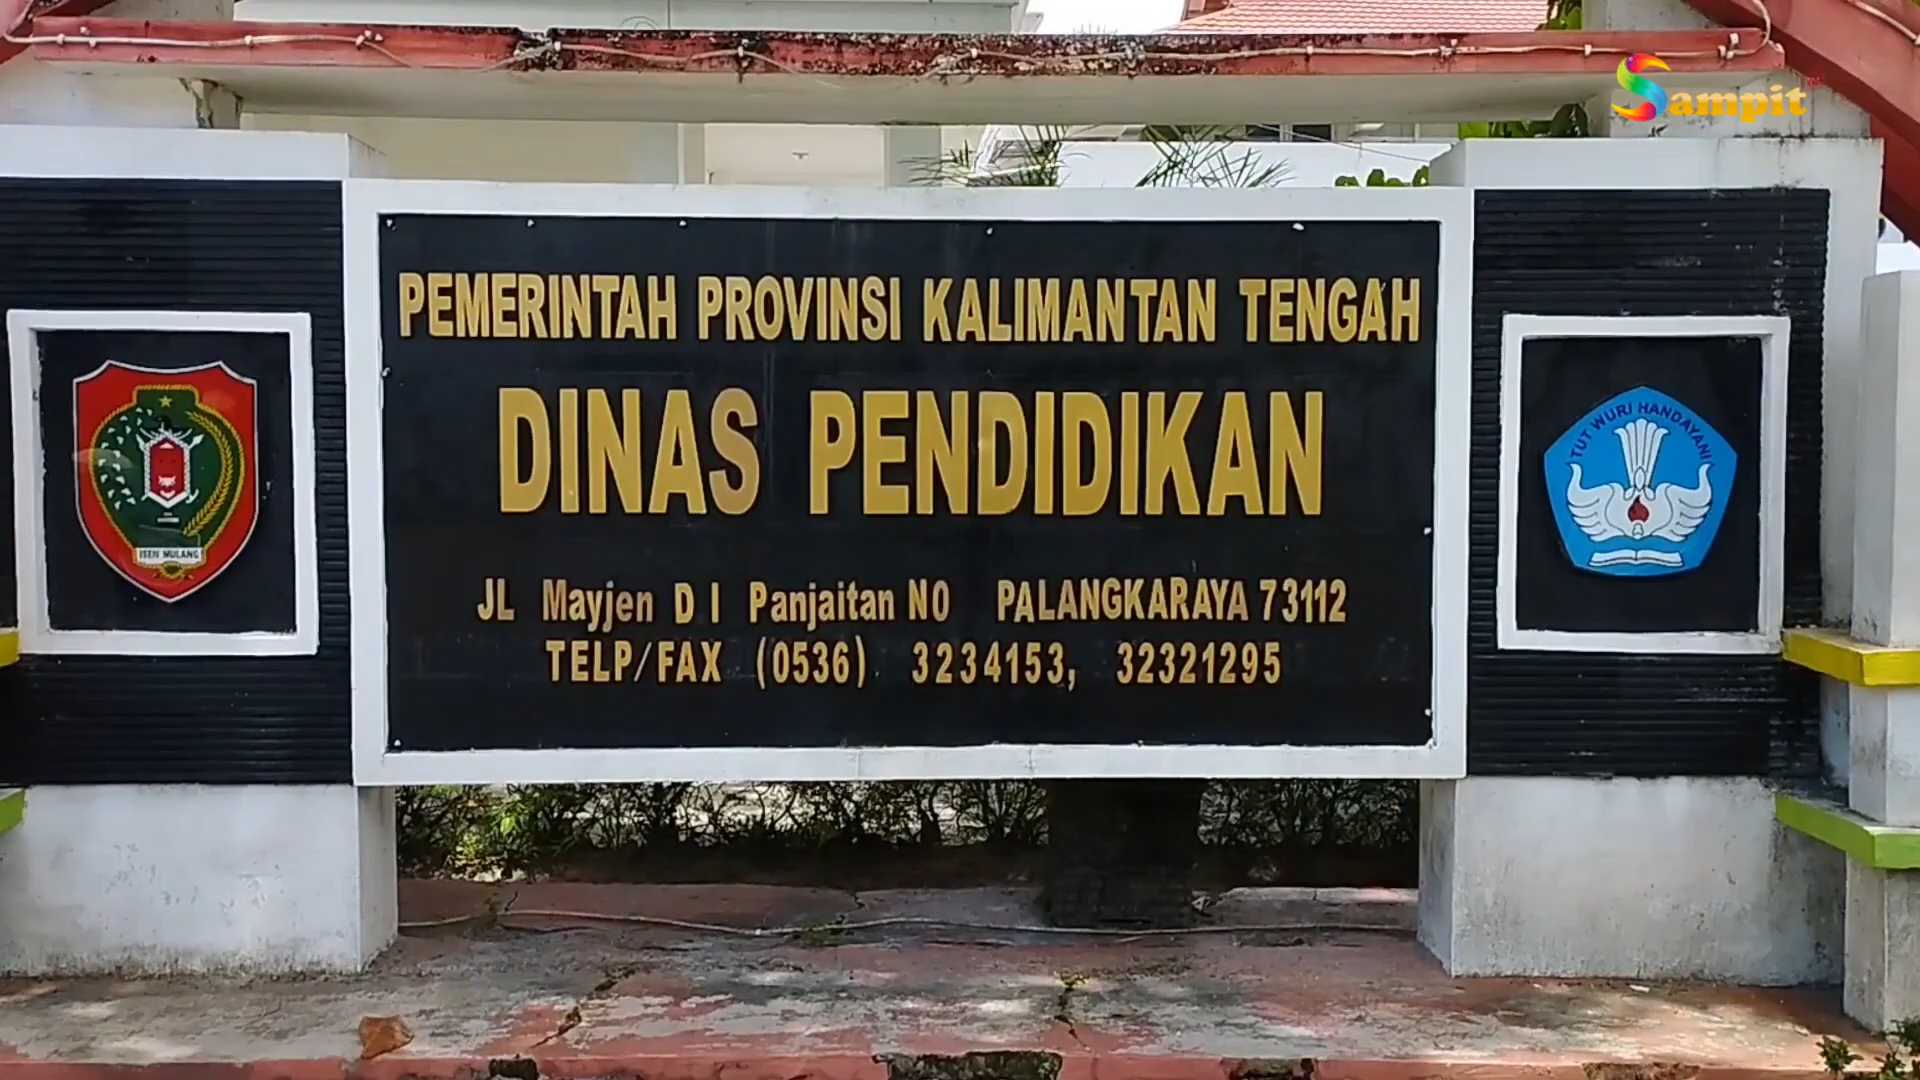 Sampit
PEMERINTAH PROVINSI KALIMANTAN TENGAH
DINAS PENDIDIKAN
JL Mayjen D I Panjaitan NO PALANGKARAYA 73112
TELP/FAX (0536) 3234153, 32321295
ISEN MULANG
TUT WURI HANDAYANI